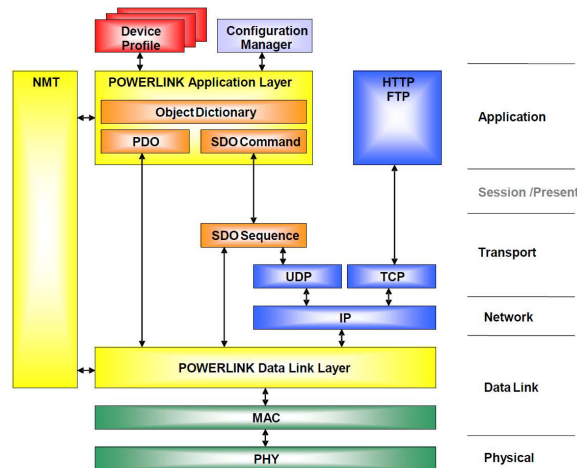 Device
Profile
Configuration
Manager
NMT
POWERLINK Application Layer
Object Dictionary
PDO
SDO Command
HTTP
FTP
Application
Session /Present
SDO Sequence
Transport
UDP
TCP
IP
Network
POWERLINK Data Link Layer
Data Link
MAC
PHY
Physical